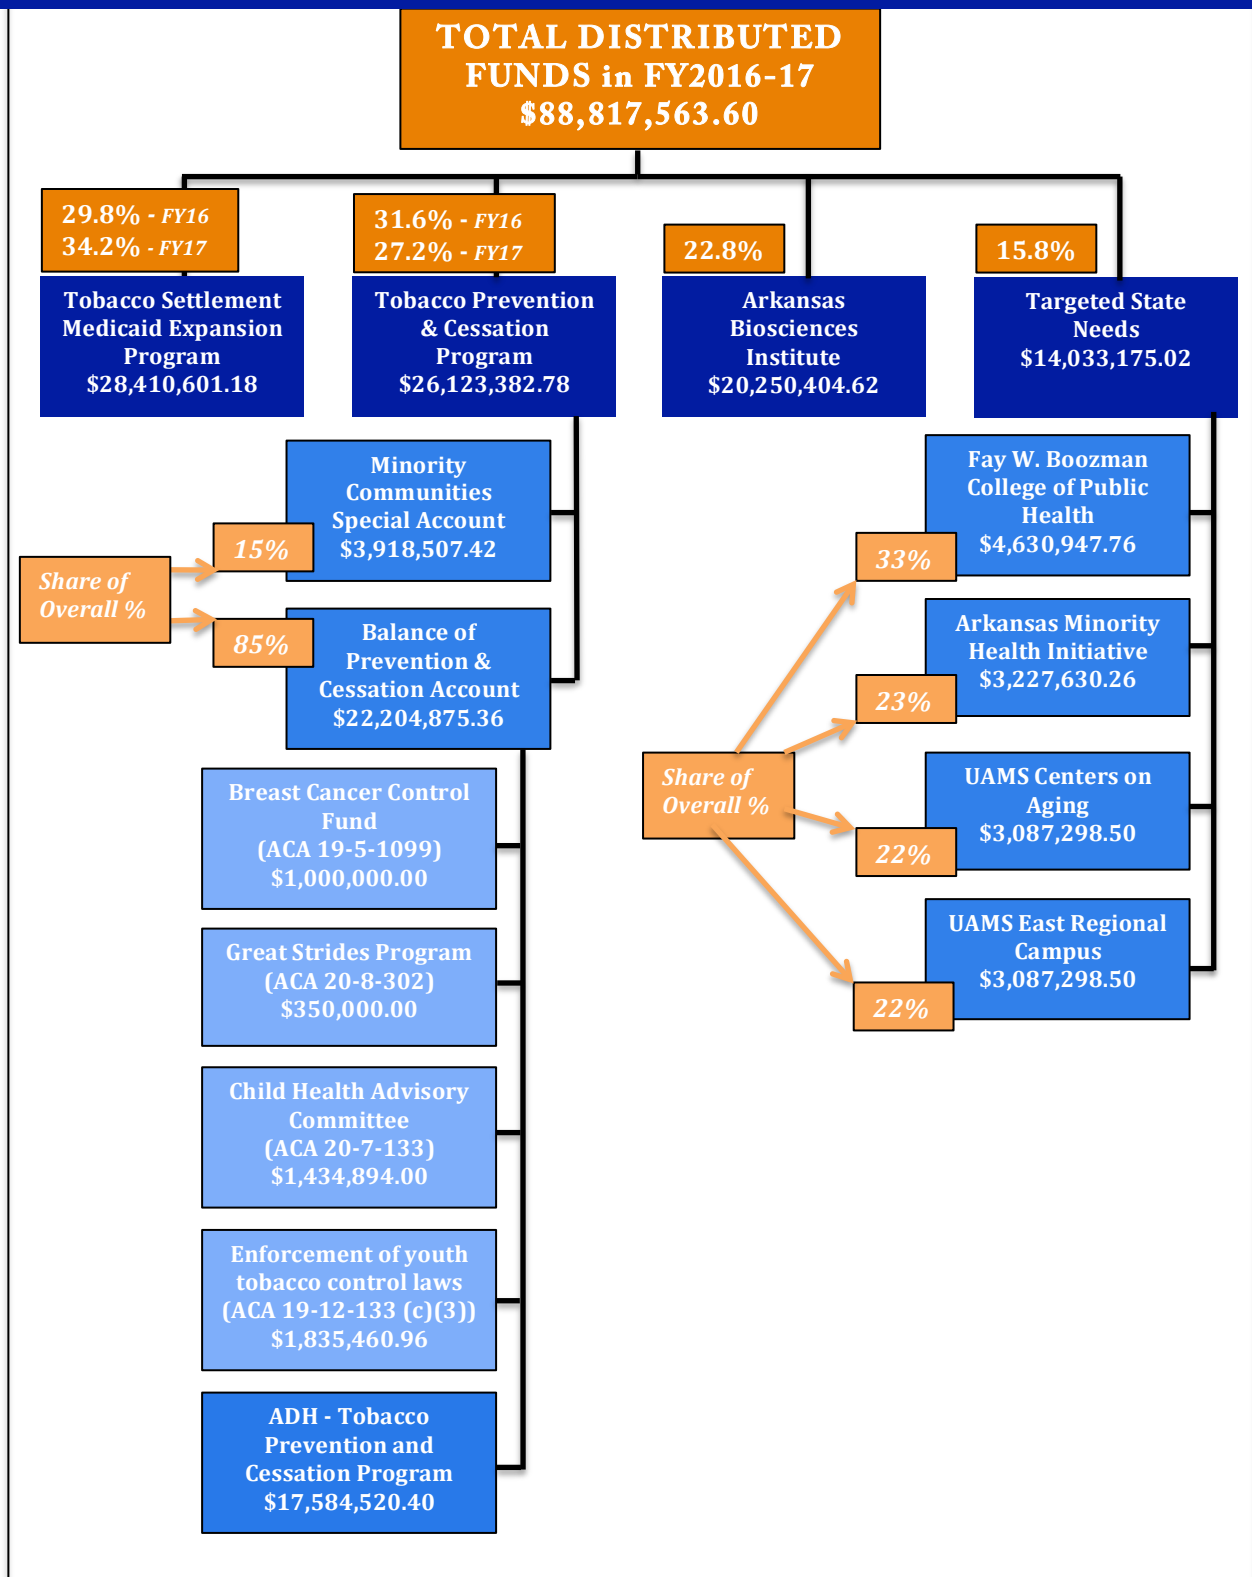 TOTAL DISTRIBUTED
FUNDS in FY2016-17
$88,817,563.60
29.8% - FY16
34.2% - FY17
Tobacco Settlement
Medicaid Expansion
Program
$28,410,601.18
31.6% - FY16
27.2% - FY17
Tobacco Prevention
& Cessation
Program
$26,123,382.78
22.8%
Arkansas
Biosciences
Institute
$20,250,404.62
15.8%
Targeted State
Needs
$14,033,175.02
Share of
Overall %
15%
Minority
Communities
Special Account
$3,918,507.42
85%
Balance of
Prevention &
Cessation Account
$22,204,875.36
Breast Cancer Control
Fund
(ACA 19-5-1099)
$1,000,000.00
Great Strides Program
(ACA 20-8-302)
$350,000.00
Child Health Advisory
Committee
(ACA 20-7-133)
$1,434,894.00
Enforcement of youth
tobacco control laws
(ACA 19-12-133 (c)(3))
$1,835,460.96
ADH - Tobacco
Prevention and
Cessation Program
$17,584,520.40
Share of
Overall %
33%
Fay W. Boozman
College of Public
Health
$4,630,947.76
23%
Arkansas Minority
Health Initiative
$3,227,630.26
22%
UAMS Centers on
Aging
$3,087,298.50
22%
UAMS East Regional
Campus
$3,087,298.50